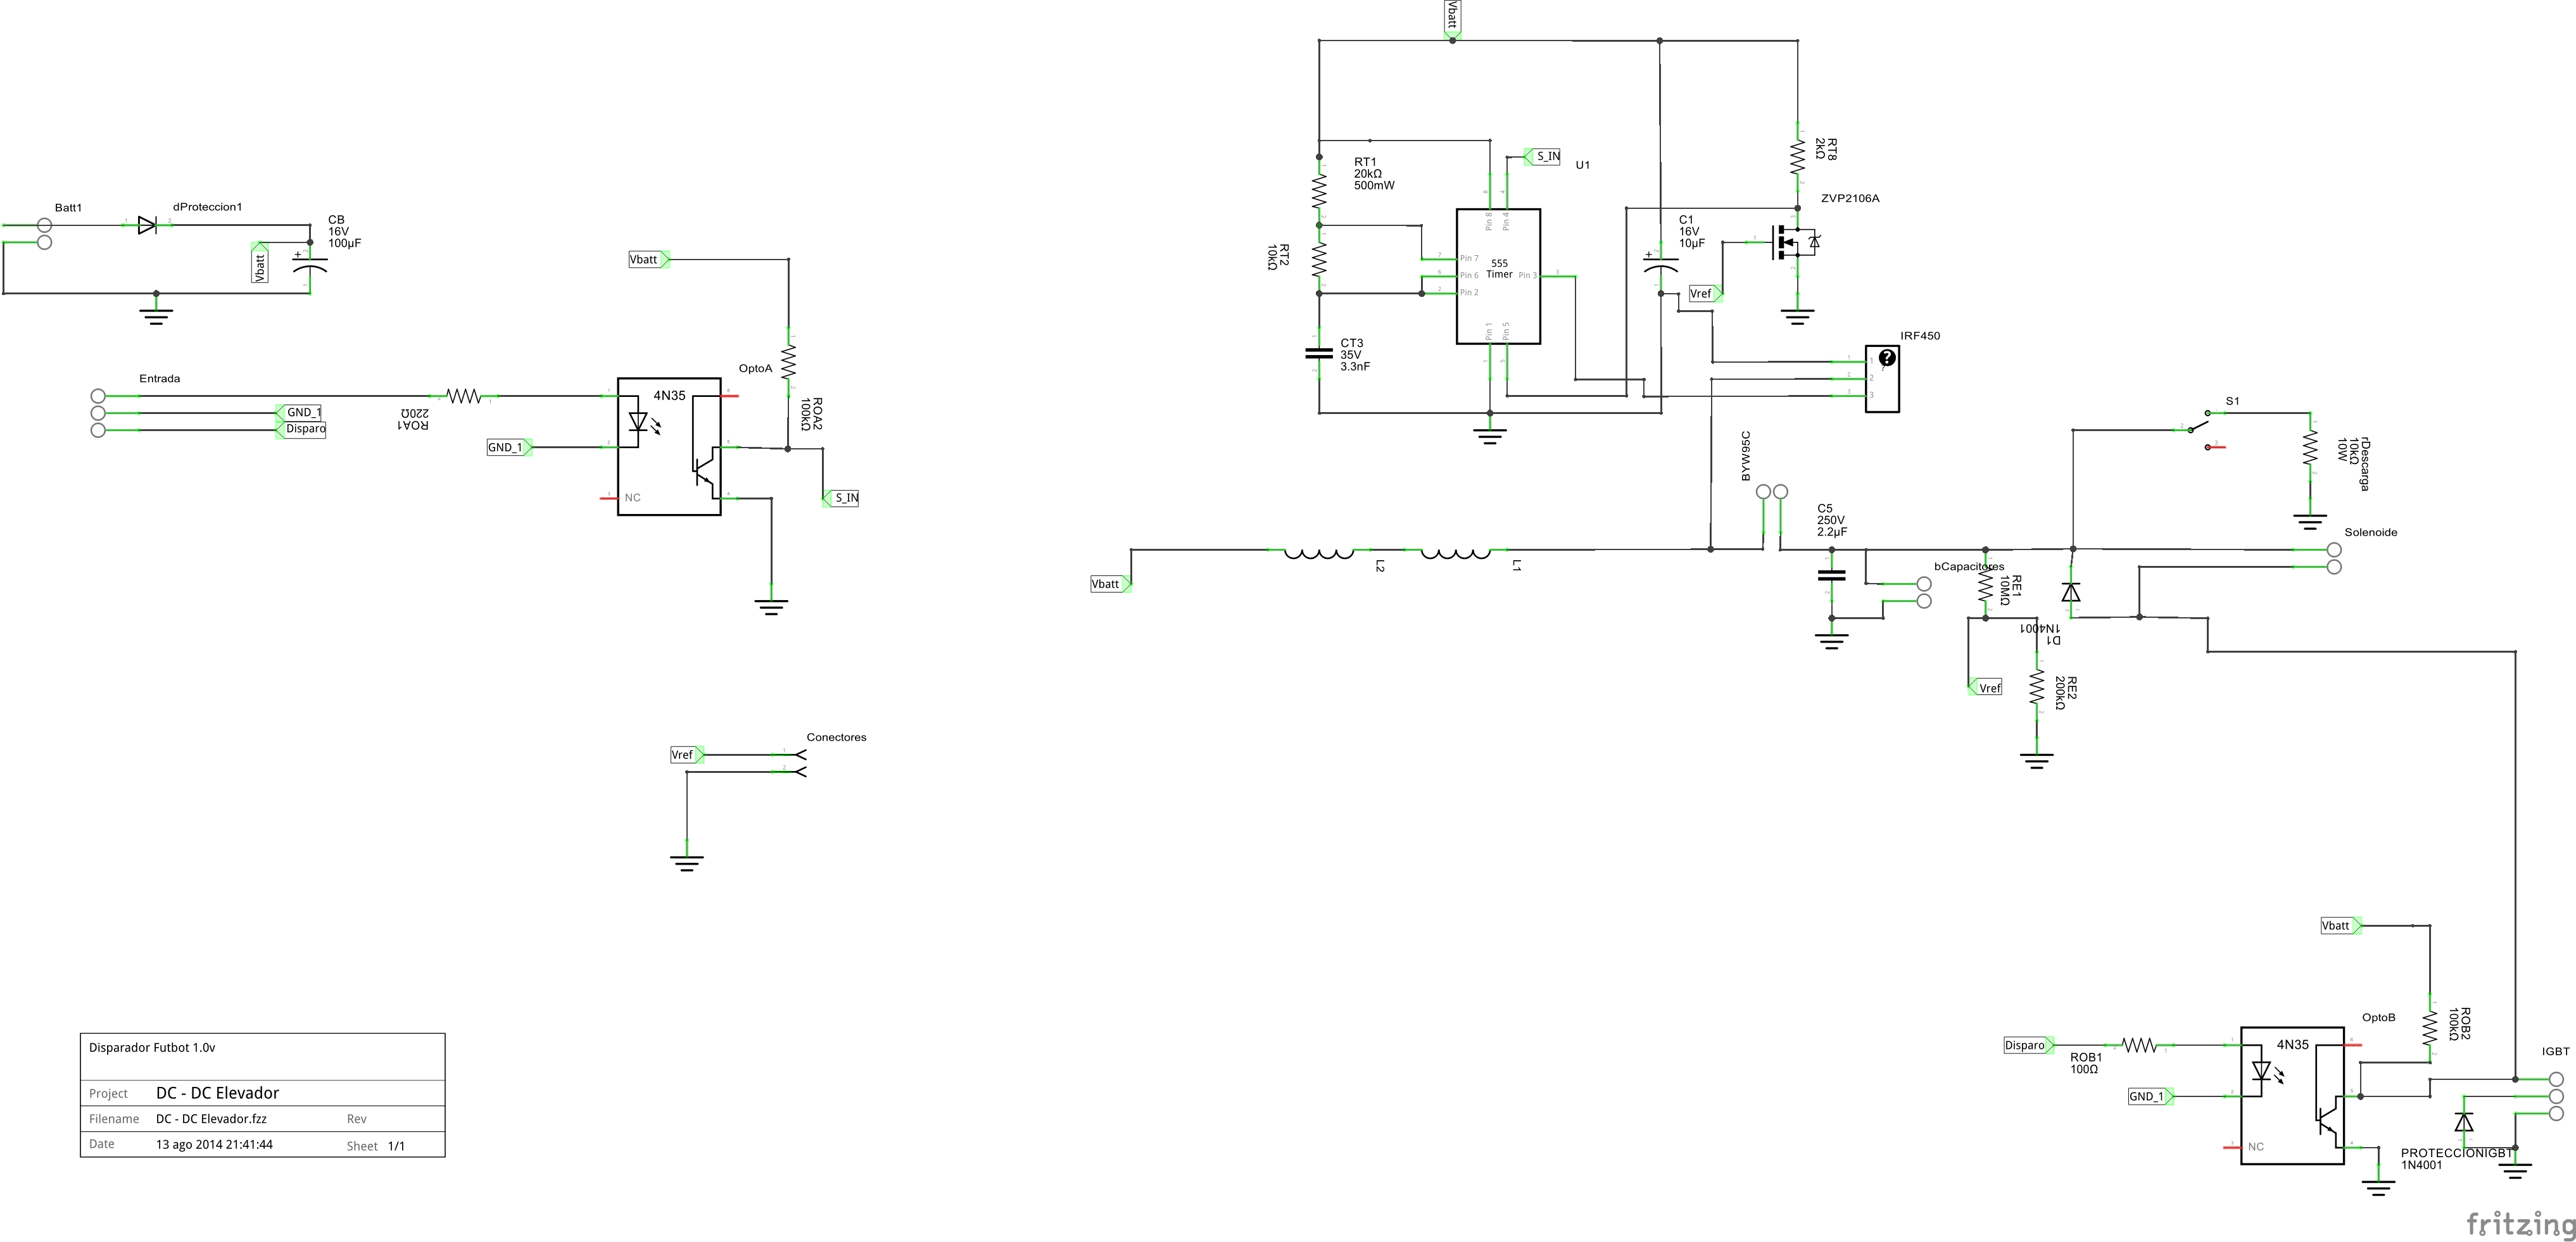 Vbatt
Batt1
dProteccion1
CB
16V
100µF
Vbatt
Vbatt
Entrada
GND_1
Disparo
ROA1
220Ω
OptoA
4N35
NC
GND_1
ROA2
100kΩ
S_IN
Vref
Conectores
RT1
20kΩ
500mW
RT2
10kΩ
CT3
35V
3.3nF
S_IN
U1
Pin 8
Pin 4
Pin 7
Pin 6
Pin 2
555
Timer
Pin 3
Pin 1
Pin 5
C1
16V
10µF
RT8
2kΩ
ZVP2106A
Vref
IRF450
1
?
?
2
3
BYW95C
Vbatt
L2
L1
C5
250V
2.2µF
bCapacitores
RE1
10MΩ
D1
1N4001
Vref
RE2
200kΩ
S1
rDescarga
10kΩ
10W
Solenoide
Vbatt
Disparo
ROB1
100Ω
GND_1
OptoB
4N35
NC
ROB2
100kΩ
IGBT
PROTECCIONIGBT
1N4001
Disparador Futbot 1.0v
Project DC - DC Elevador
Filename DC - DC Elevador.fzz Rev
Date 13 ago 2014 21:41:44 Sheet 1/1
fritzing